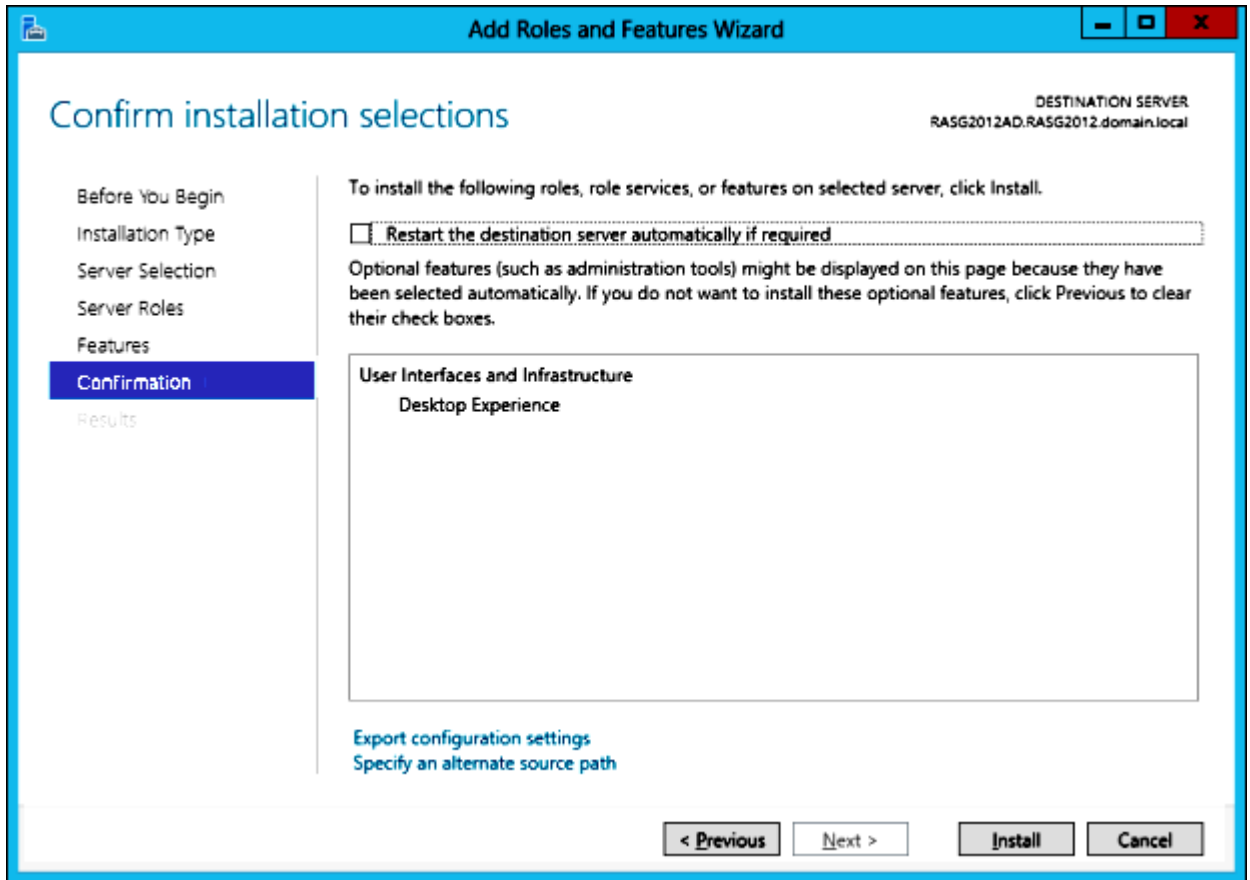 Add Roles and Features Wizard
Confirm installation selections
DESTINATION SERVER
RASG2012AD.RASG2012.domain.local
Before You Begin
Installation Type
Server Selection
Server Roles
Features
Confirmation
Results
To install the following roles, role services, or features on selected server, click Install.
Restart the destination server automatically if required
Optional features (such as administration tools) might be displayed on this page because they have
been selected automatically. If you do not want to install these optional features, click Previous to clear
their check boxes.
User Interfaces and Infrastructure
Desktop Experience
Export configuration settings
Specify an alternate source path
< Previous
Next >
Install
Cancel